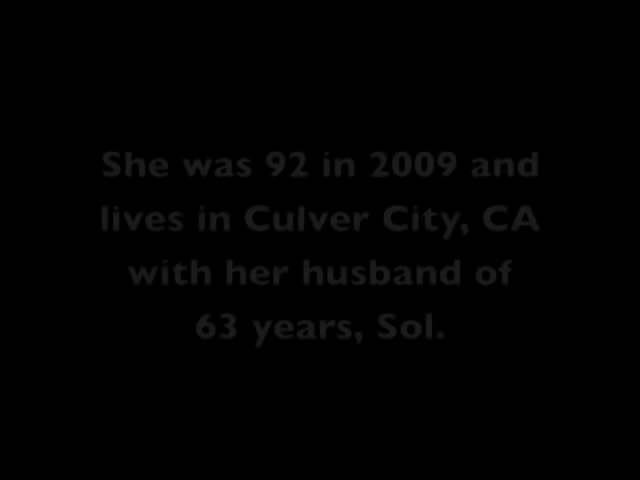 She was 92 in 2009 and
lives in Culver City, CA
with her husband of
63 years, Sol.